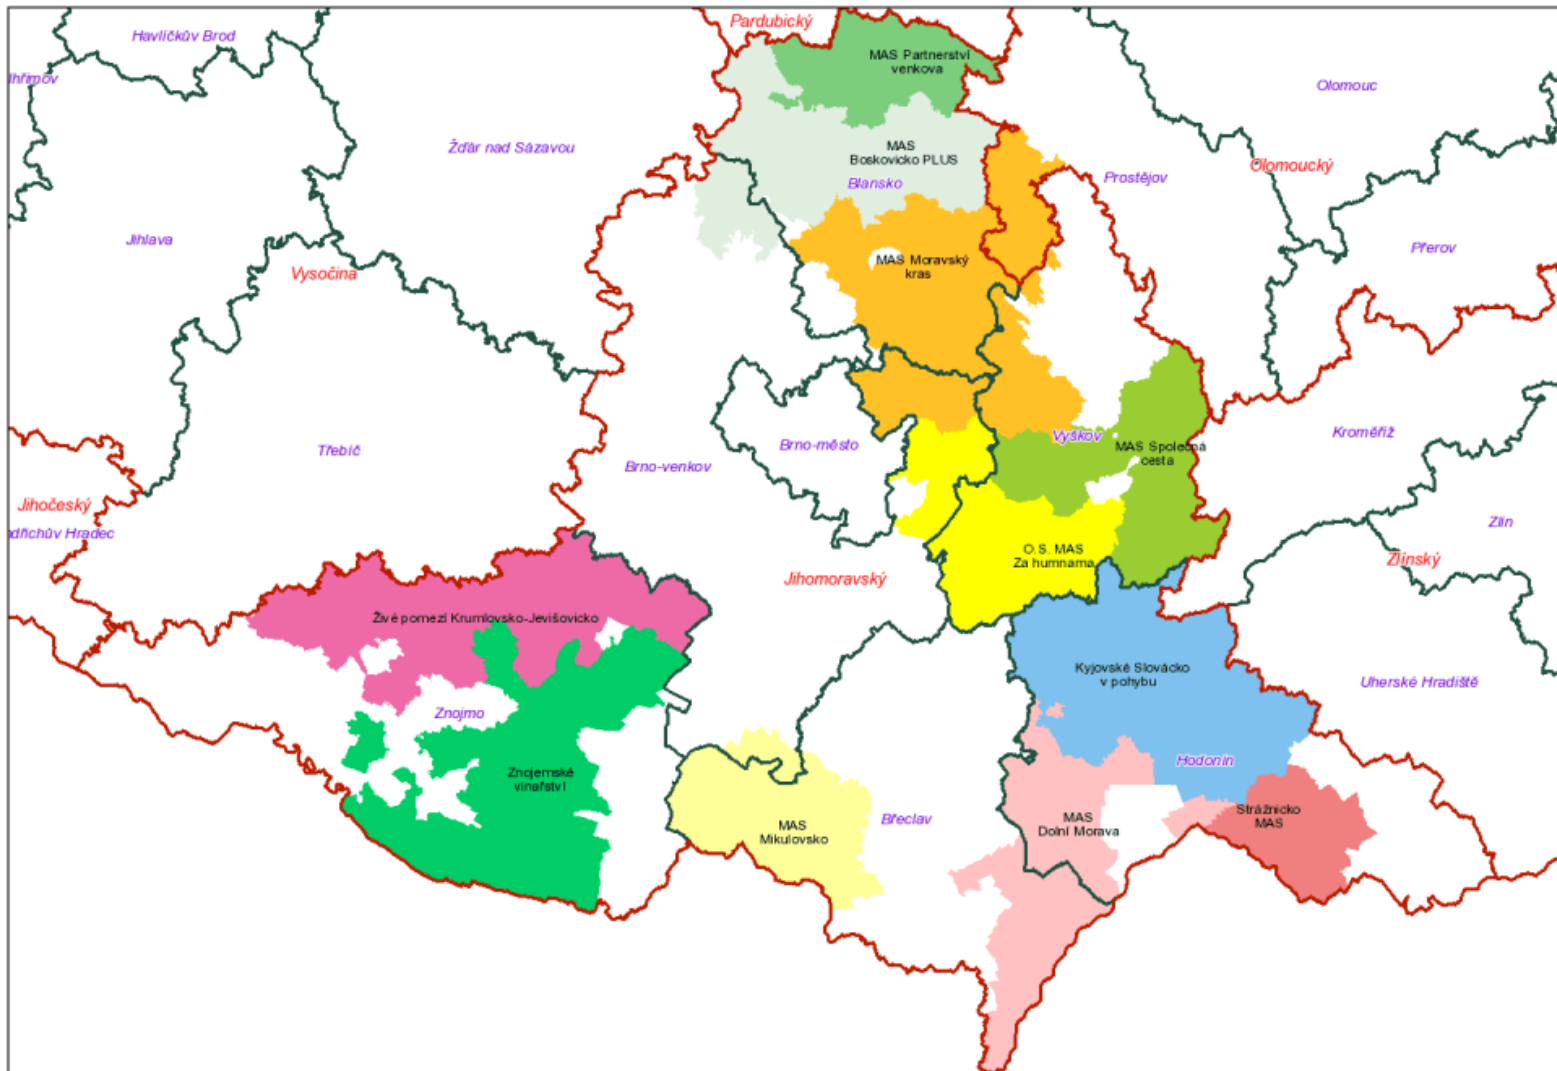 Pardubický
Havlíčkův Brod
MAS Partnerství
venkova
lhřimov
Olomouc
Žďár nad Sázavou
MAS
Boskovicko PLUS
Blansko
Prostějov
Olomoucký
Jihlava
Vysočina
Přerov
MAS Moravský
kras
Třebíč
Brno-město
Brno-venkov
Vyškov
MAS Společná
cesta
Kroměříž
Jihočeský
ndřichův Hradec
Zlín
Zlínský
O.S. MAS
Za humnama
Jihomoravský
Živé pomezí Krumlovsko-Jevišovicko
Kyjovské Slovácko
v pohybu
Uherské Hradiště
Znojmo
Znojemské
vinařství
Hodonín
Strážnicko
MAS
MAS
Dolní Morava
MAS
Mikulovsko
Břeclav